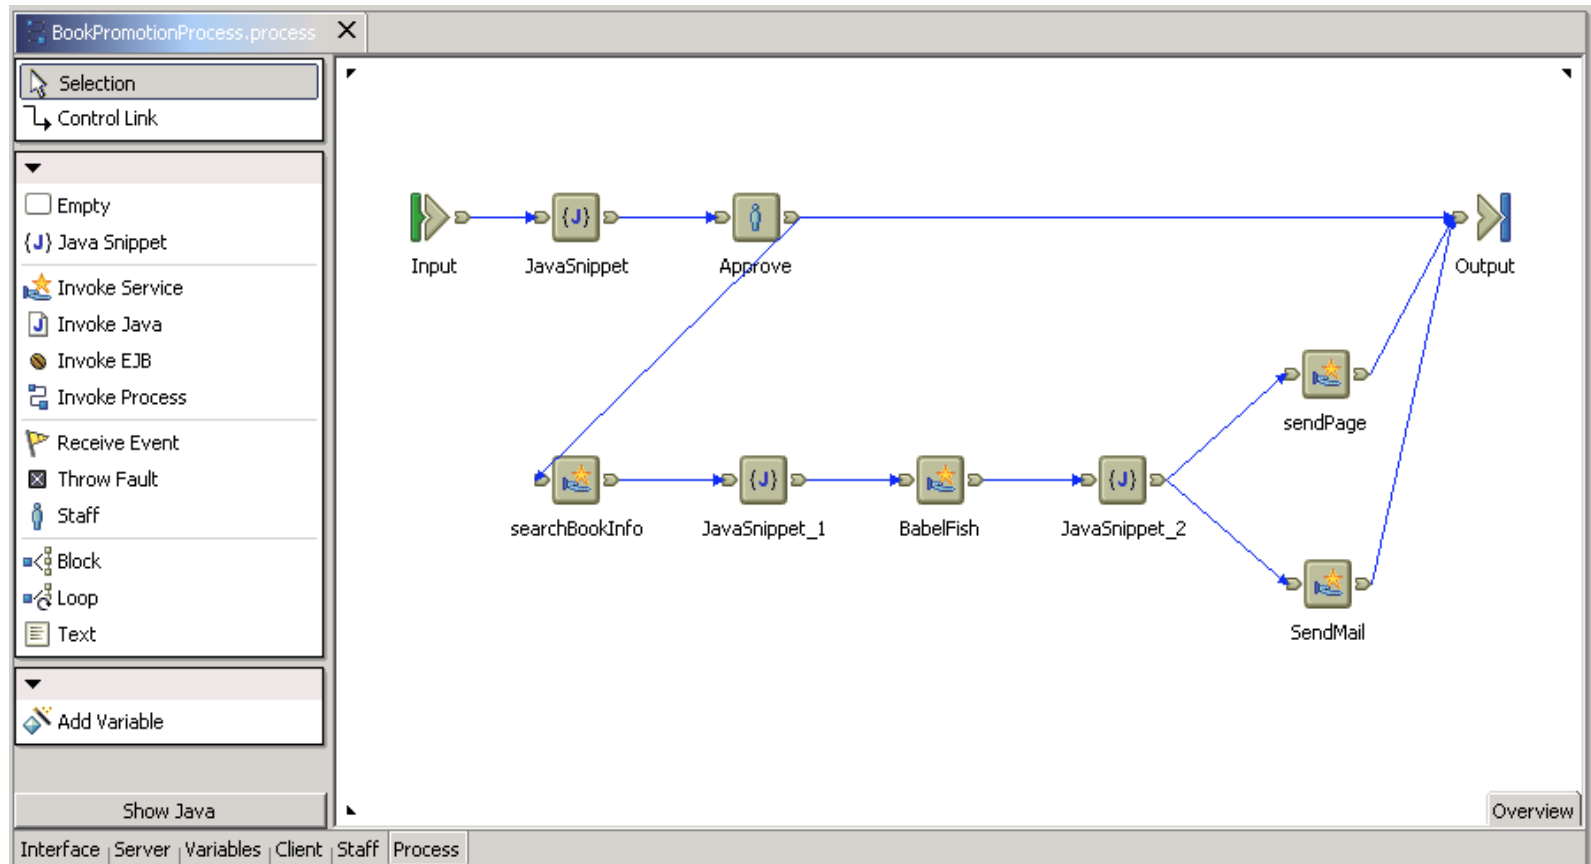 BookPromotionProcess.process
Selection
Control Link
Empty
{J} Java Snippet
Invoke Service
Invoke Java
Invoke EJB
Invoke Process
Receive Event
Throw Fault
Staff
Block
Loop
Text
Add Variable
Show Java
Input
{J}
JavaSnippet
Approve
Output
sendPage
searchBookInfo
{J}
JavaSnippet_1
BabelFish
{J}
JavaSnippet_2
SendMail
Overview
Interface Server Variables Client Staff Process